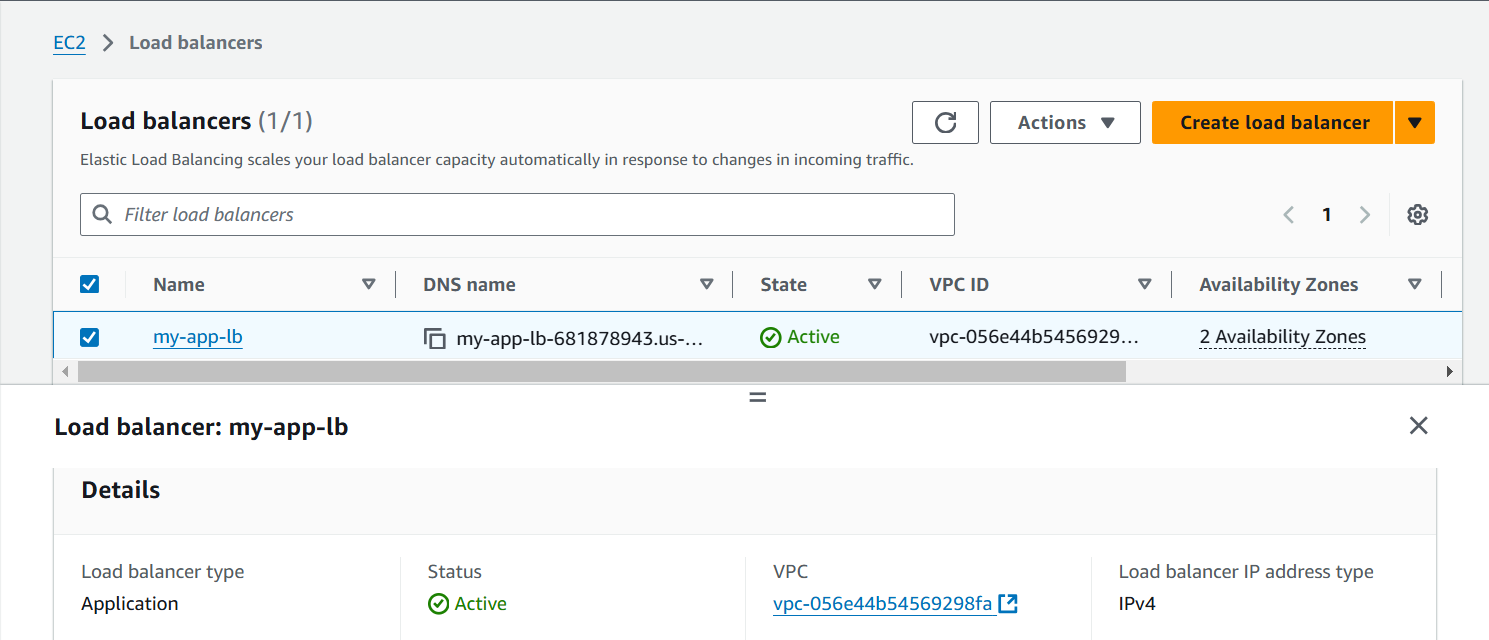 EC2 > Load balancers
Load balancers (1/1)
Actions
Create load balancer
Elastic Load Balancing scales your load balancer capacity automatically in response to changes in incoming traffic.
Filter load balancers
1
Name DNS name State VPC ID Availability Zones
my-app-lb my-app-lb-681878943.us-... Active vpc-056e44b5456929... 2 Availability Zones
Load balancer: my-app-lb
Details
Load balancer type Status VPC Load balancer IP address type
Application Active vpc-056e44b54569298fa IPv4